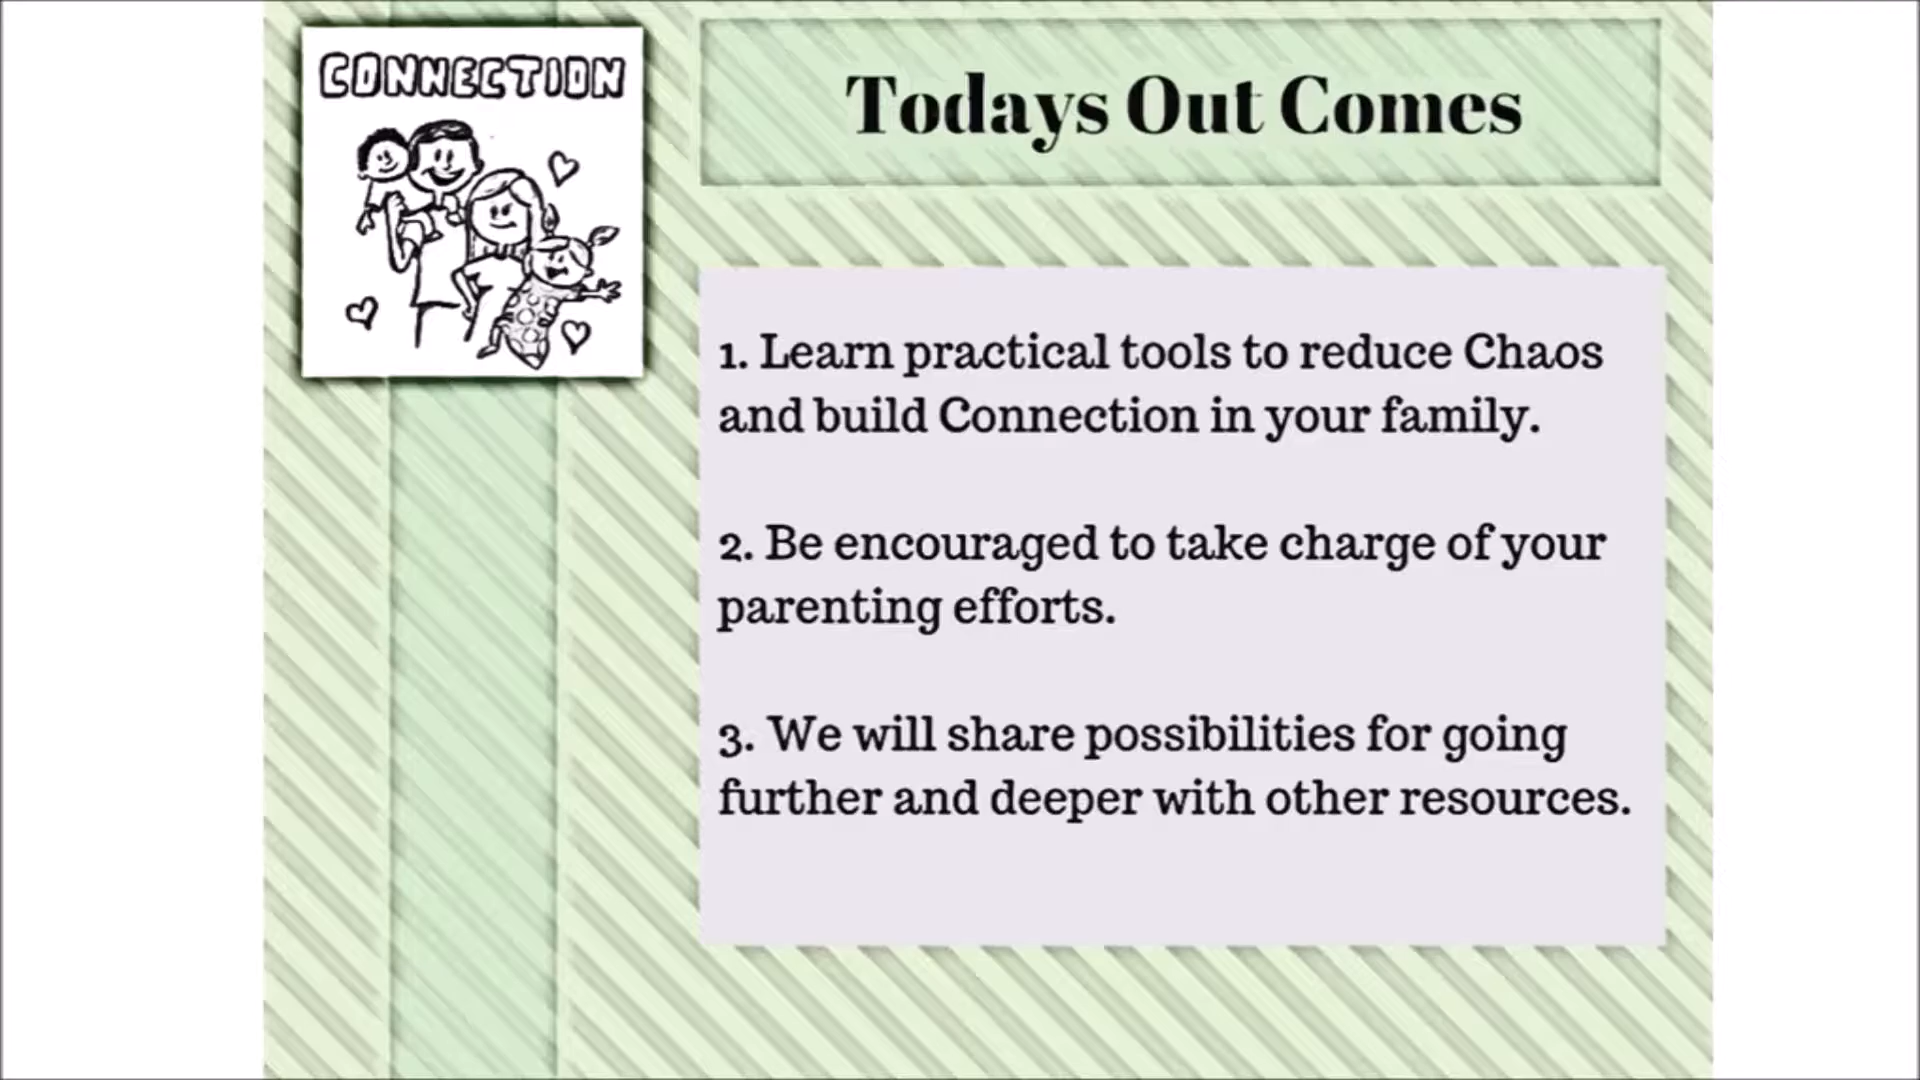 CONNECTION
Todays Out Comes
1. Learn practical tools to reduce Chaos
and build Connection in your family.
2. Be encouraged to take charge of your
parenting efforts.
3. We will share possibilities for going
further and deeper with other resources.